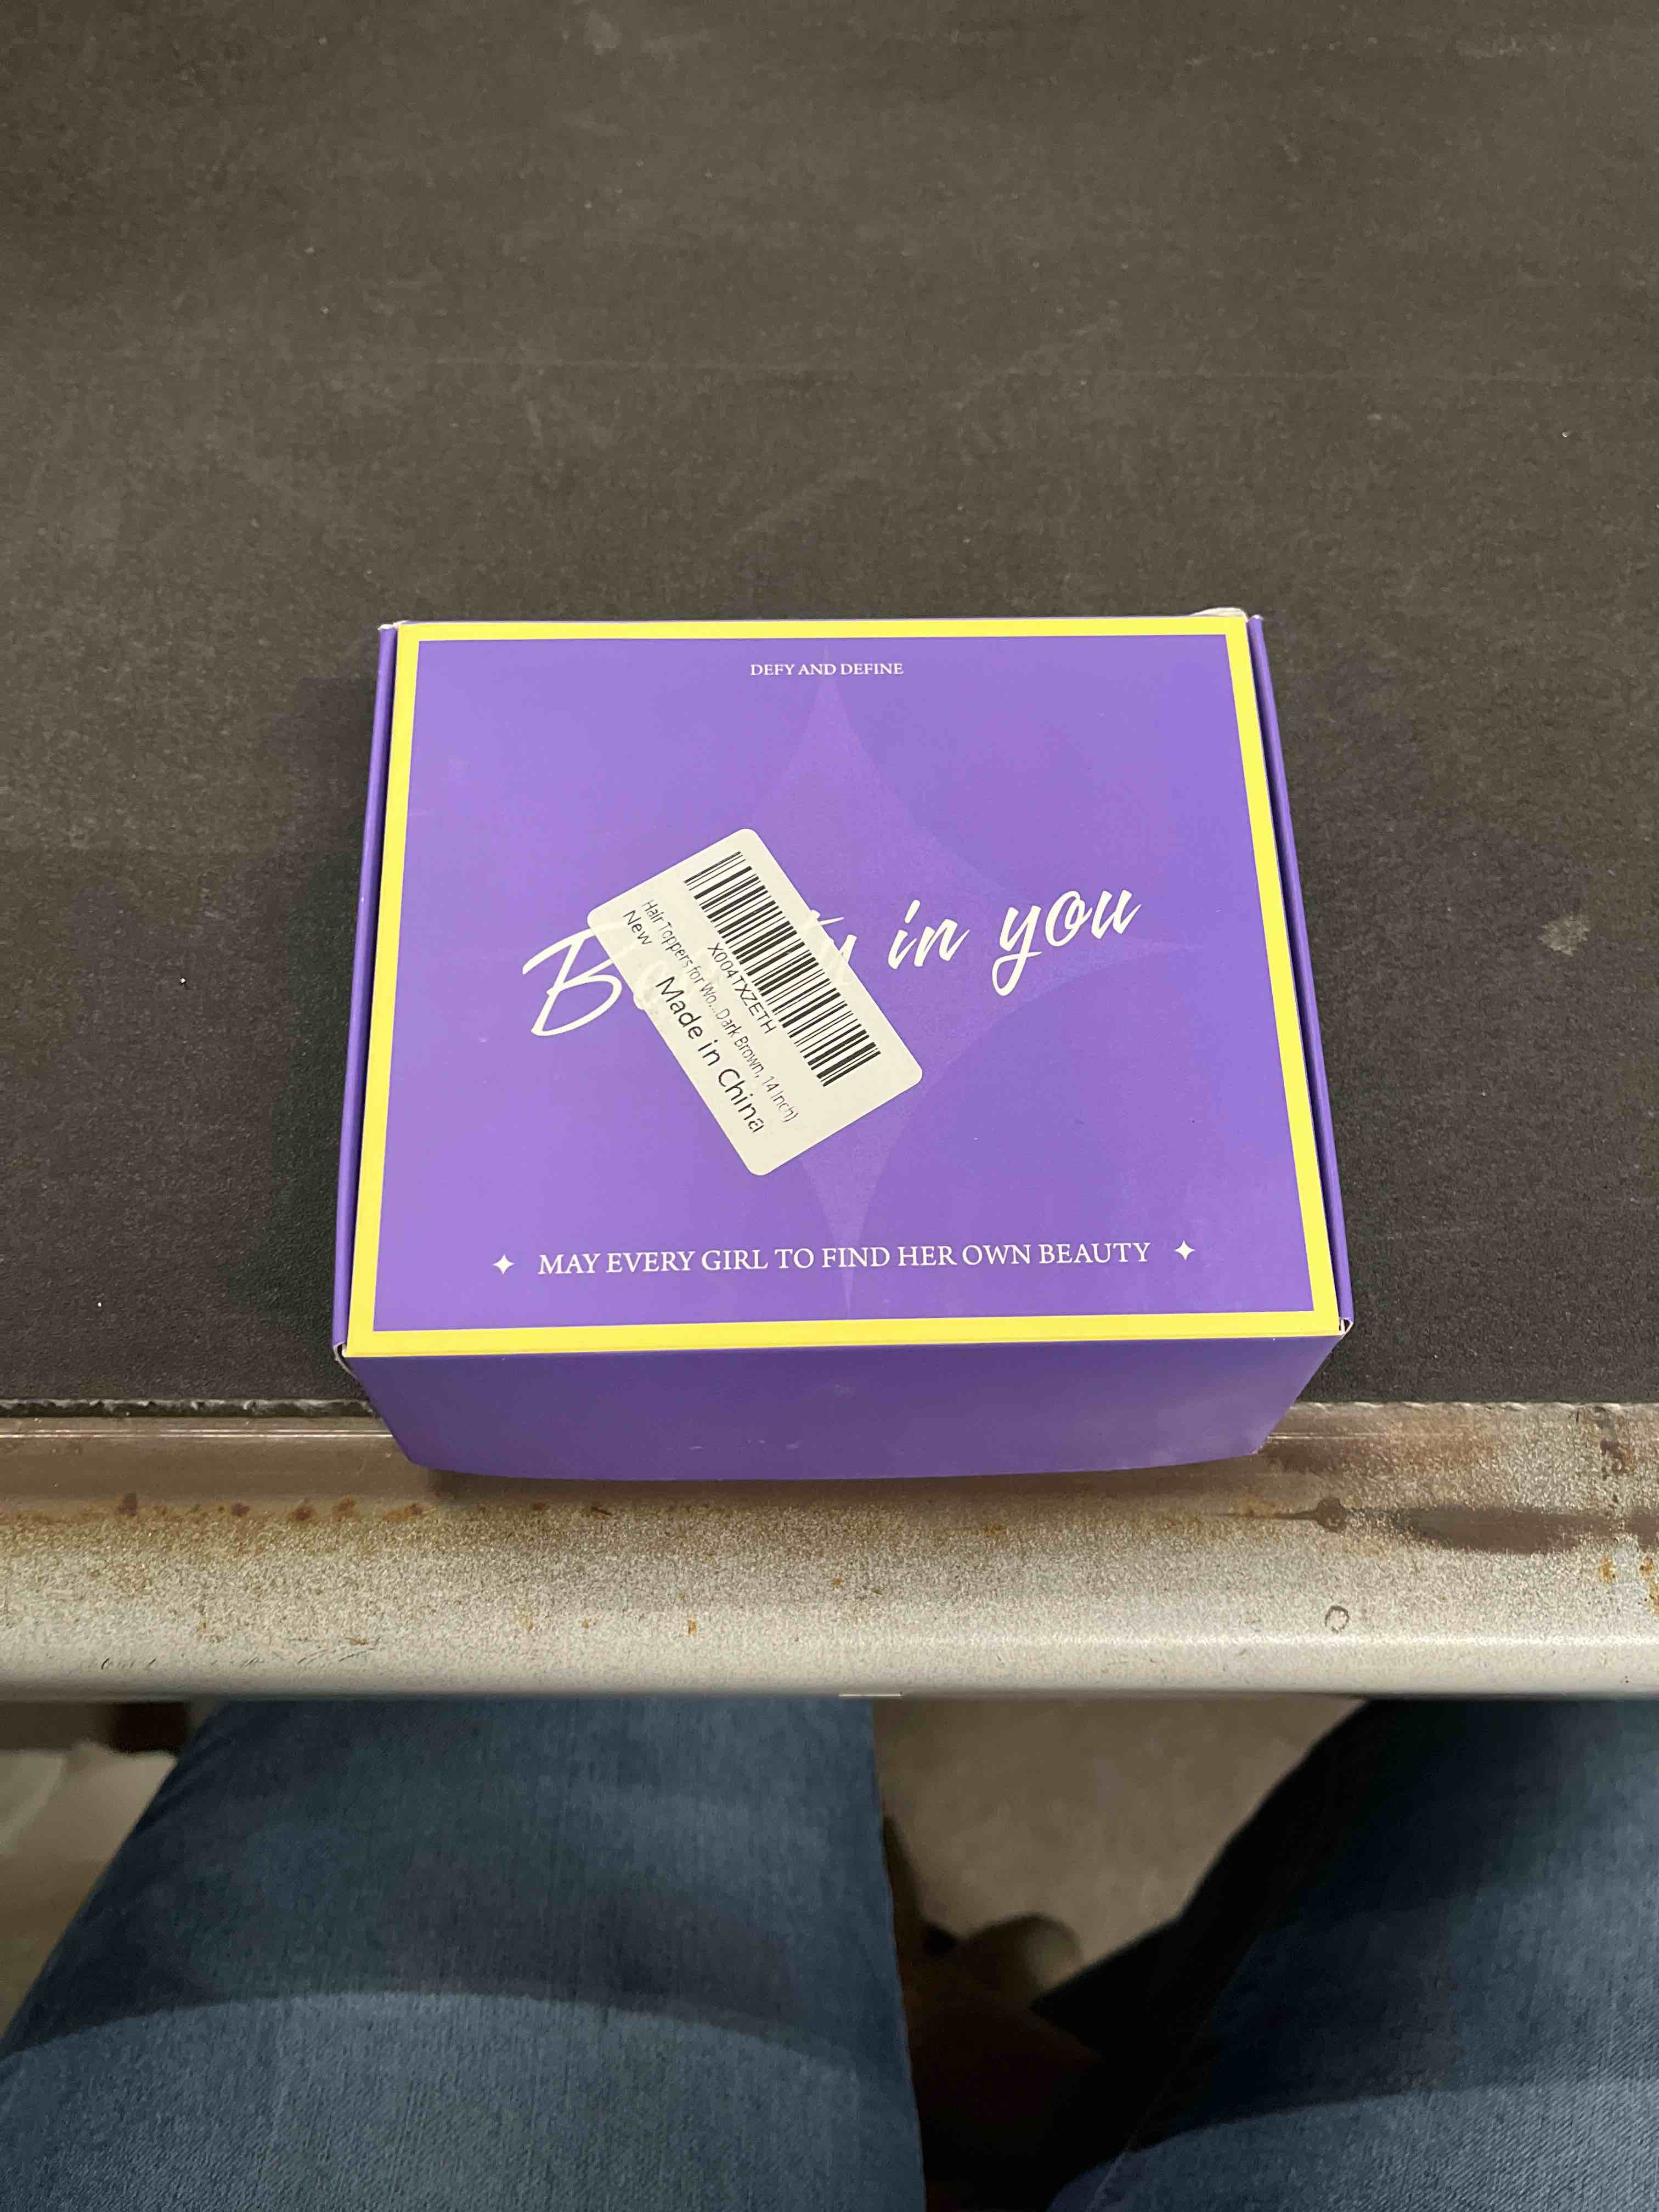 DEFY AND DEFINE
in you
X004TXZETH
Hair Toppers for Wo...Dark Brown, 14 Inch)
New
Made in China
✦ MAY EVERY GIRL TO FIND HER OWN BEAUTY ✦